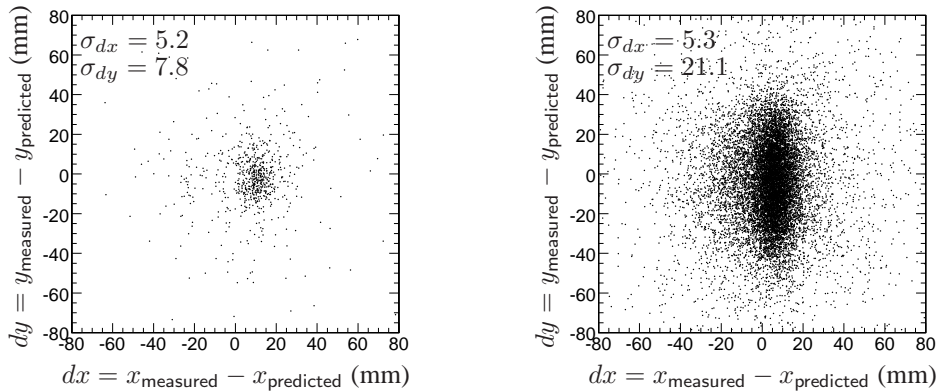 σdx = 5.2
σdy = 7.8
80
60
40
20
0
-20
-40
-60
-80
-80 -60 -40 -20 0 20 40 60 80
dy = ymeasured − ypredicted (mm)
dx = xmeasured − xpredicted (mm)
σdx = 5.3
σdy = 21.1
80
60
40
20
0
-20
-40
-60
-80
-80 -60 -40 -20 0 20 40 60 80
dy = ymeasured − ypredicted (mm)
dx = xmeasured − xpredicted (mm)